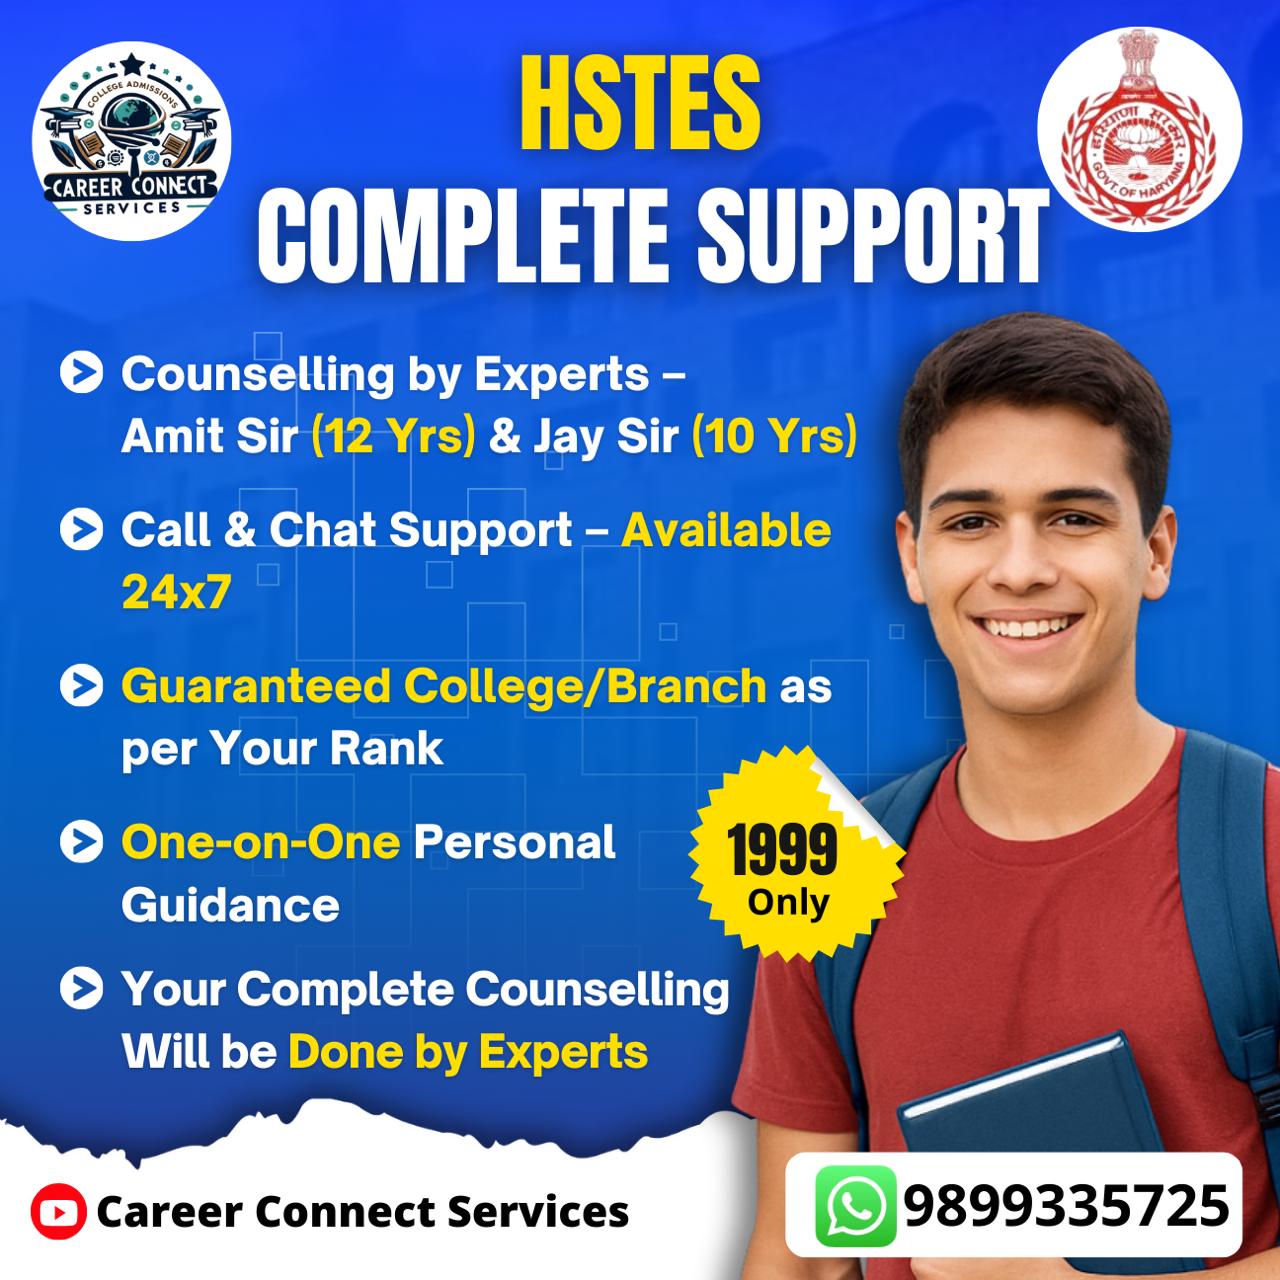 COLLEGE ADMISSIONS
CAREER CONNECT
SERVICES
HSTES
COMPLETE SUPPORT
हरियाणा सरकार
GOVT. OF HARYANA
Counselling by Experts –
Amit Sir (12 Yrs) & Jay Sir (10 Yrs)
Call & Chat Support – Available
24x7
Guaranteed College/Branch as
per Your Rank
One-on-One Personal
Guidance
1999
Only
Your Complete Counselling
Will be Done by Experts
Career Connect Services
9899335725